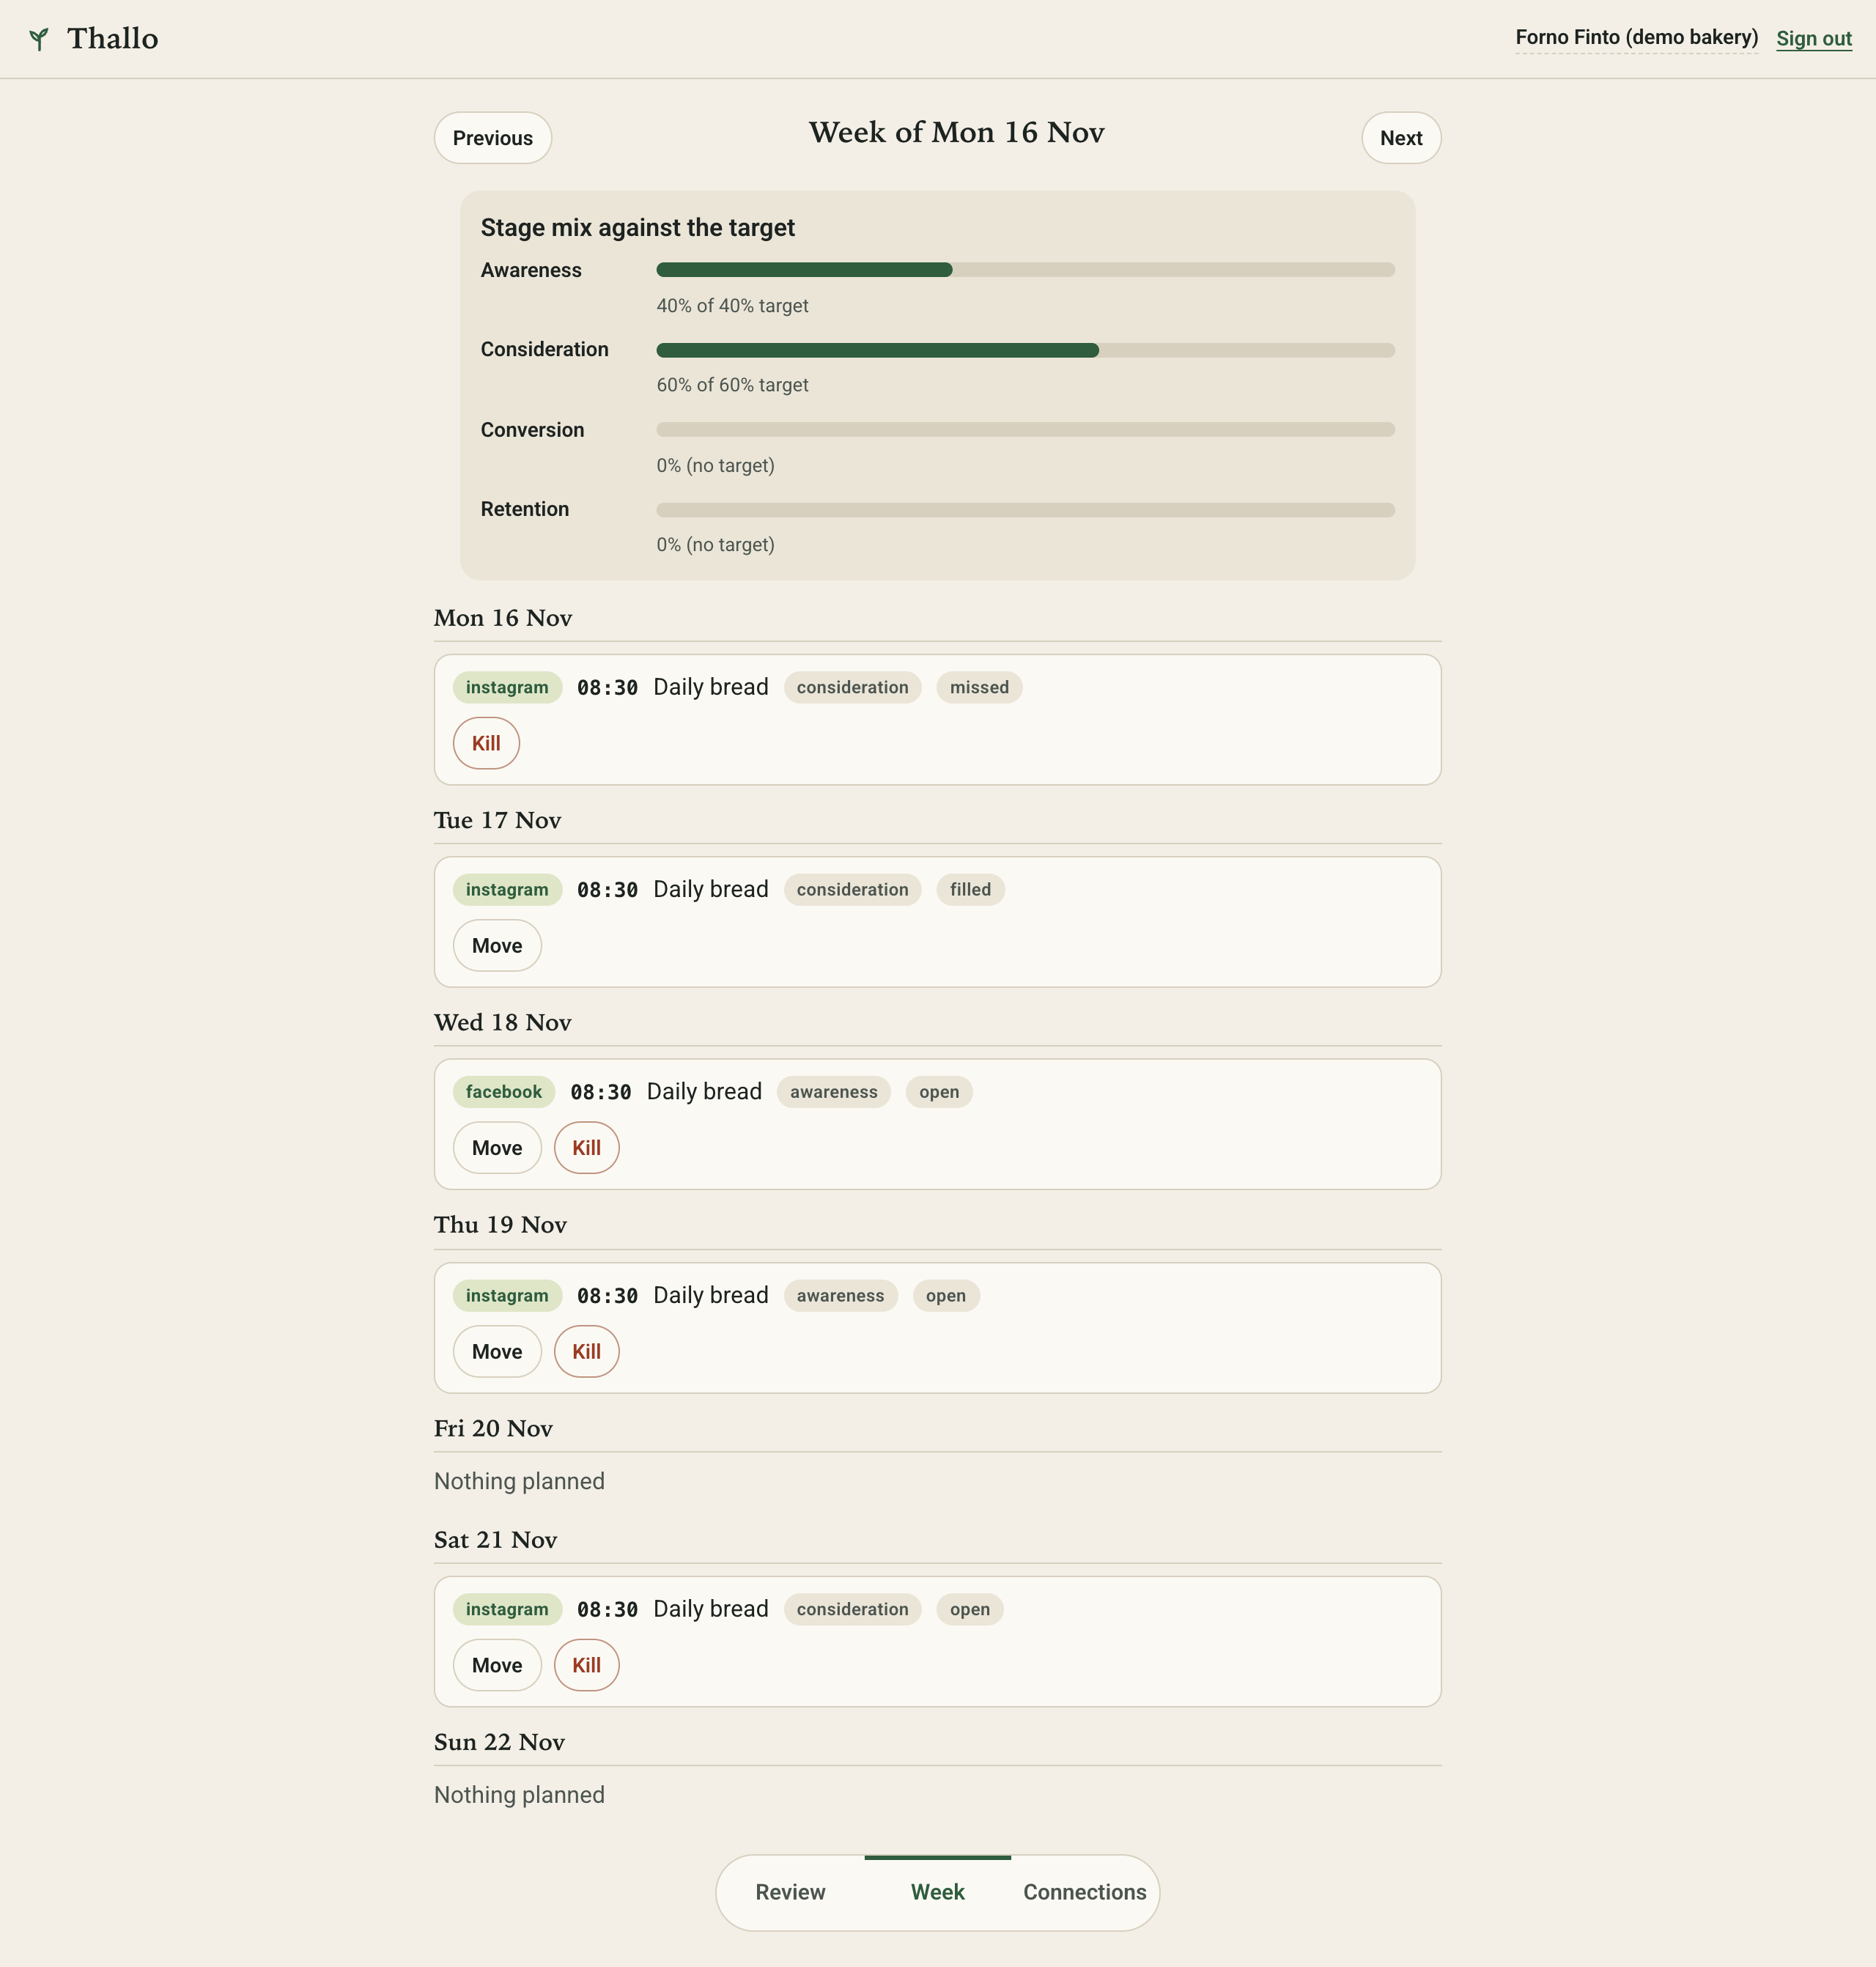 Thallo
Forno Finto (demo bakery) Sign out
Previous Week of Mon 16 Nov Next
Stage mix against the target
Awareness
40% of 40% target
Consideration
60% of 60% target
Conversion
0% (no target)
Retention
0% (no target)
Mon 16 Nov
instagram 08:30 Daily bread consideration missed
Kill
Tue 17 Nov
instagram 08:30 Daily bread consideration filled
Move
Wed 18 Nov
facebook 08:30 Daily bread awareness open
Move Kill
Thu 19 Nov
instagram 08:30 Daily bread awareness open
Move Kill
Fri 20 Nov
Nothing planned
Sat 21 Nov
instagram 08:30 Daily bread consideration open
Move Kill
Sun 22 Nov
Nothing planned
Review Week Connections